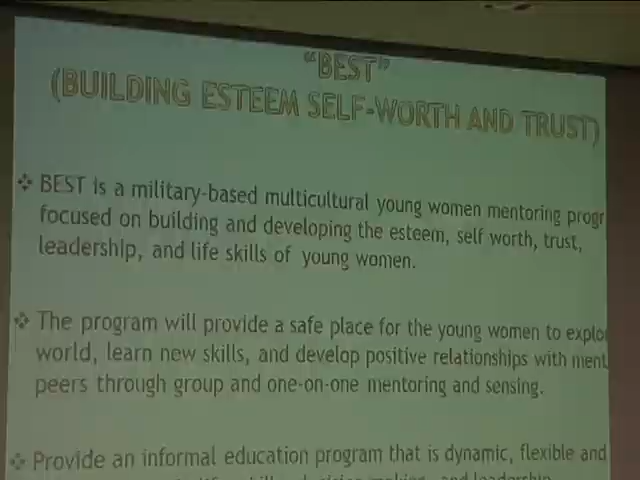 "BEST"
(BUILDING ESTEEM SELF-WORTH AND TRUST)
❖ BEST is a military-based multicultural young women mentoring progr
focused on building and developing the esteem, self worth, trust,
leadership, and life skills of young women.
❖ The program will provide a safe place for the young women to explo
world, learn new skills, and develop positive relationships with ment
peers through group and one-on-one mentoring and sensing.
❖ Provide an informal education program that is dynamic, flexible and
and leadership